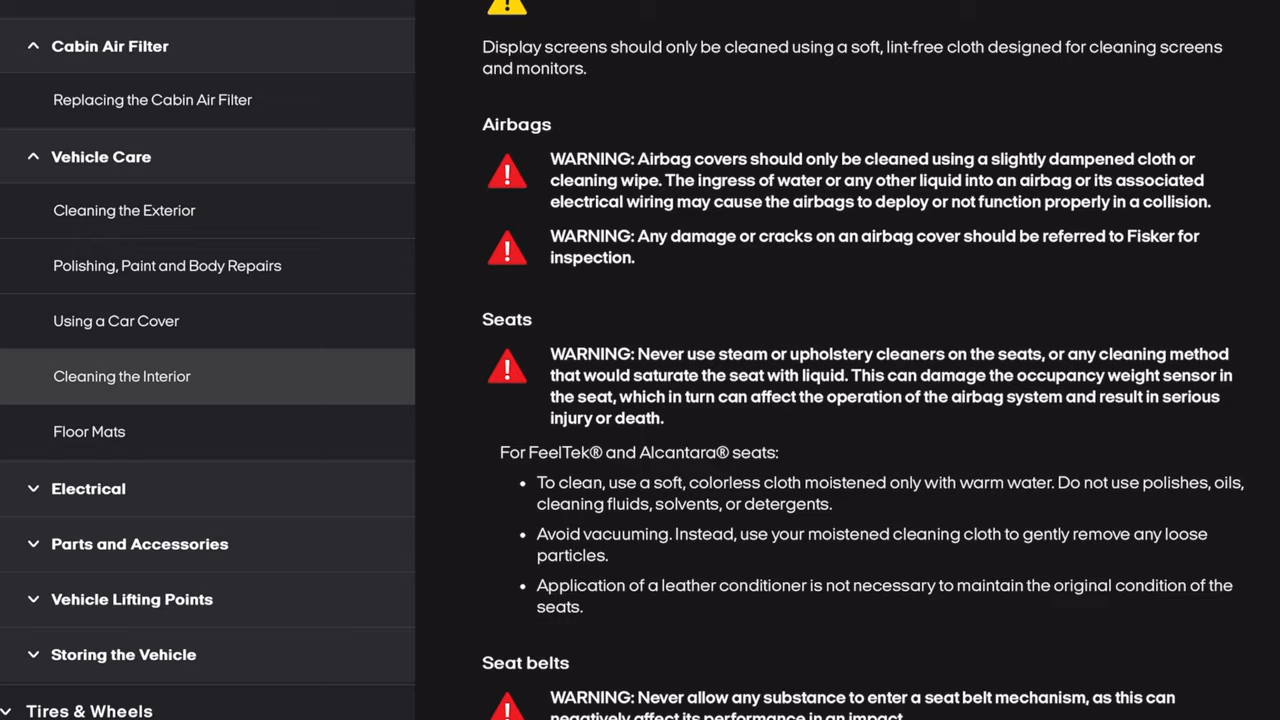 Cabin Air Filter
Replacing the Cabin Air Filter
Vehicle Care
Cleaning the Exterior
Polishing, Paint and Body Repairs
Using a Car Cover
Cleaning the Interior
Floor Mats
Electrical
Parts and Accessories
Vehicle Lifting Points
Storing the Vehicle
Tires & Wheels
Display screens should only be cleaned using a soft, lint-free cloth designed for cleaning screens
and monitors.
Airbags
WARNING: Airbag covers should only be cleaned using a slightly dampened cloth or
cleaning wipe. The ingress of water or any other liquid into an airbag or its associated
electrical wiring may cause the airbags to deploy or not function properly in a collision.
WARNING: Any damage or cracks on an airbag cover should be referred to Fisker for
inspection.
Seats
WARNING: Never use steam or upholstery cleaners on the seats, or any cleaning method
that would saturate the seat with liquid. This can damage the occupancy weight sensor in
the seat, which in turn can affect the operation of the airbag system and result in serious
injury or death.
For FeelTek® and Alcantara® seats:
• To clean, use a soft, colorless cloth moistened only with warm water. Do not use polishes, oils,
cleaning fluids, solvents, or detergents.
• Avoid vacuuming. Instead, use your moistened cleaning cloth to gently remove any loose
particles.
• Application of a leather conditioner is not necessary to maintain the original condition of the
seats.
Seat belts
WARNING: Never allow any substance to enter a seat belt mechanism, as this can
negatively affect its performance in an impact.